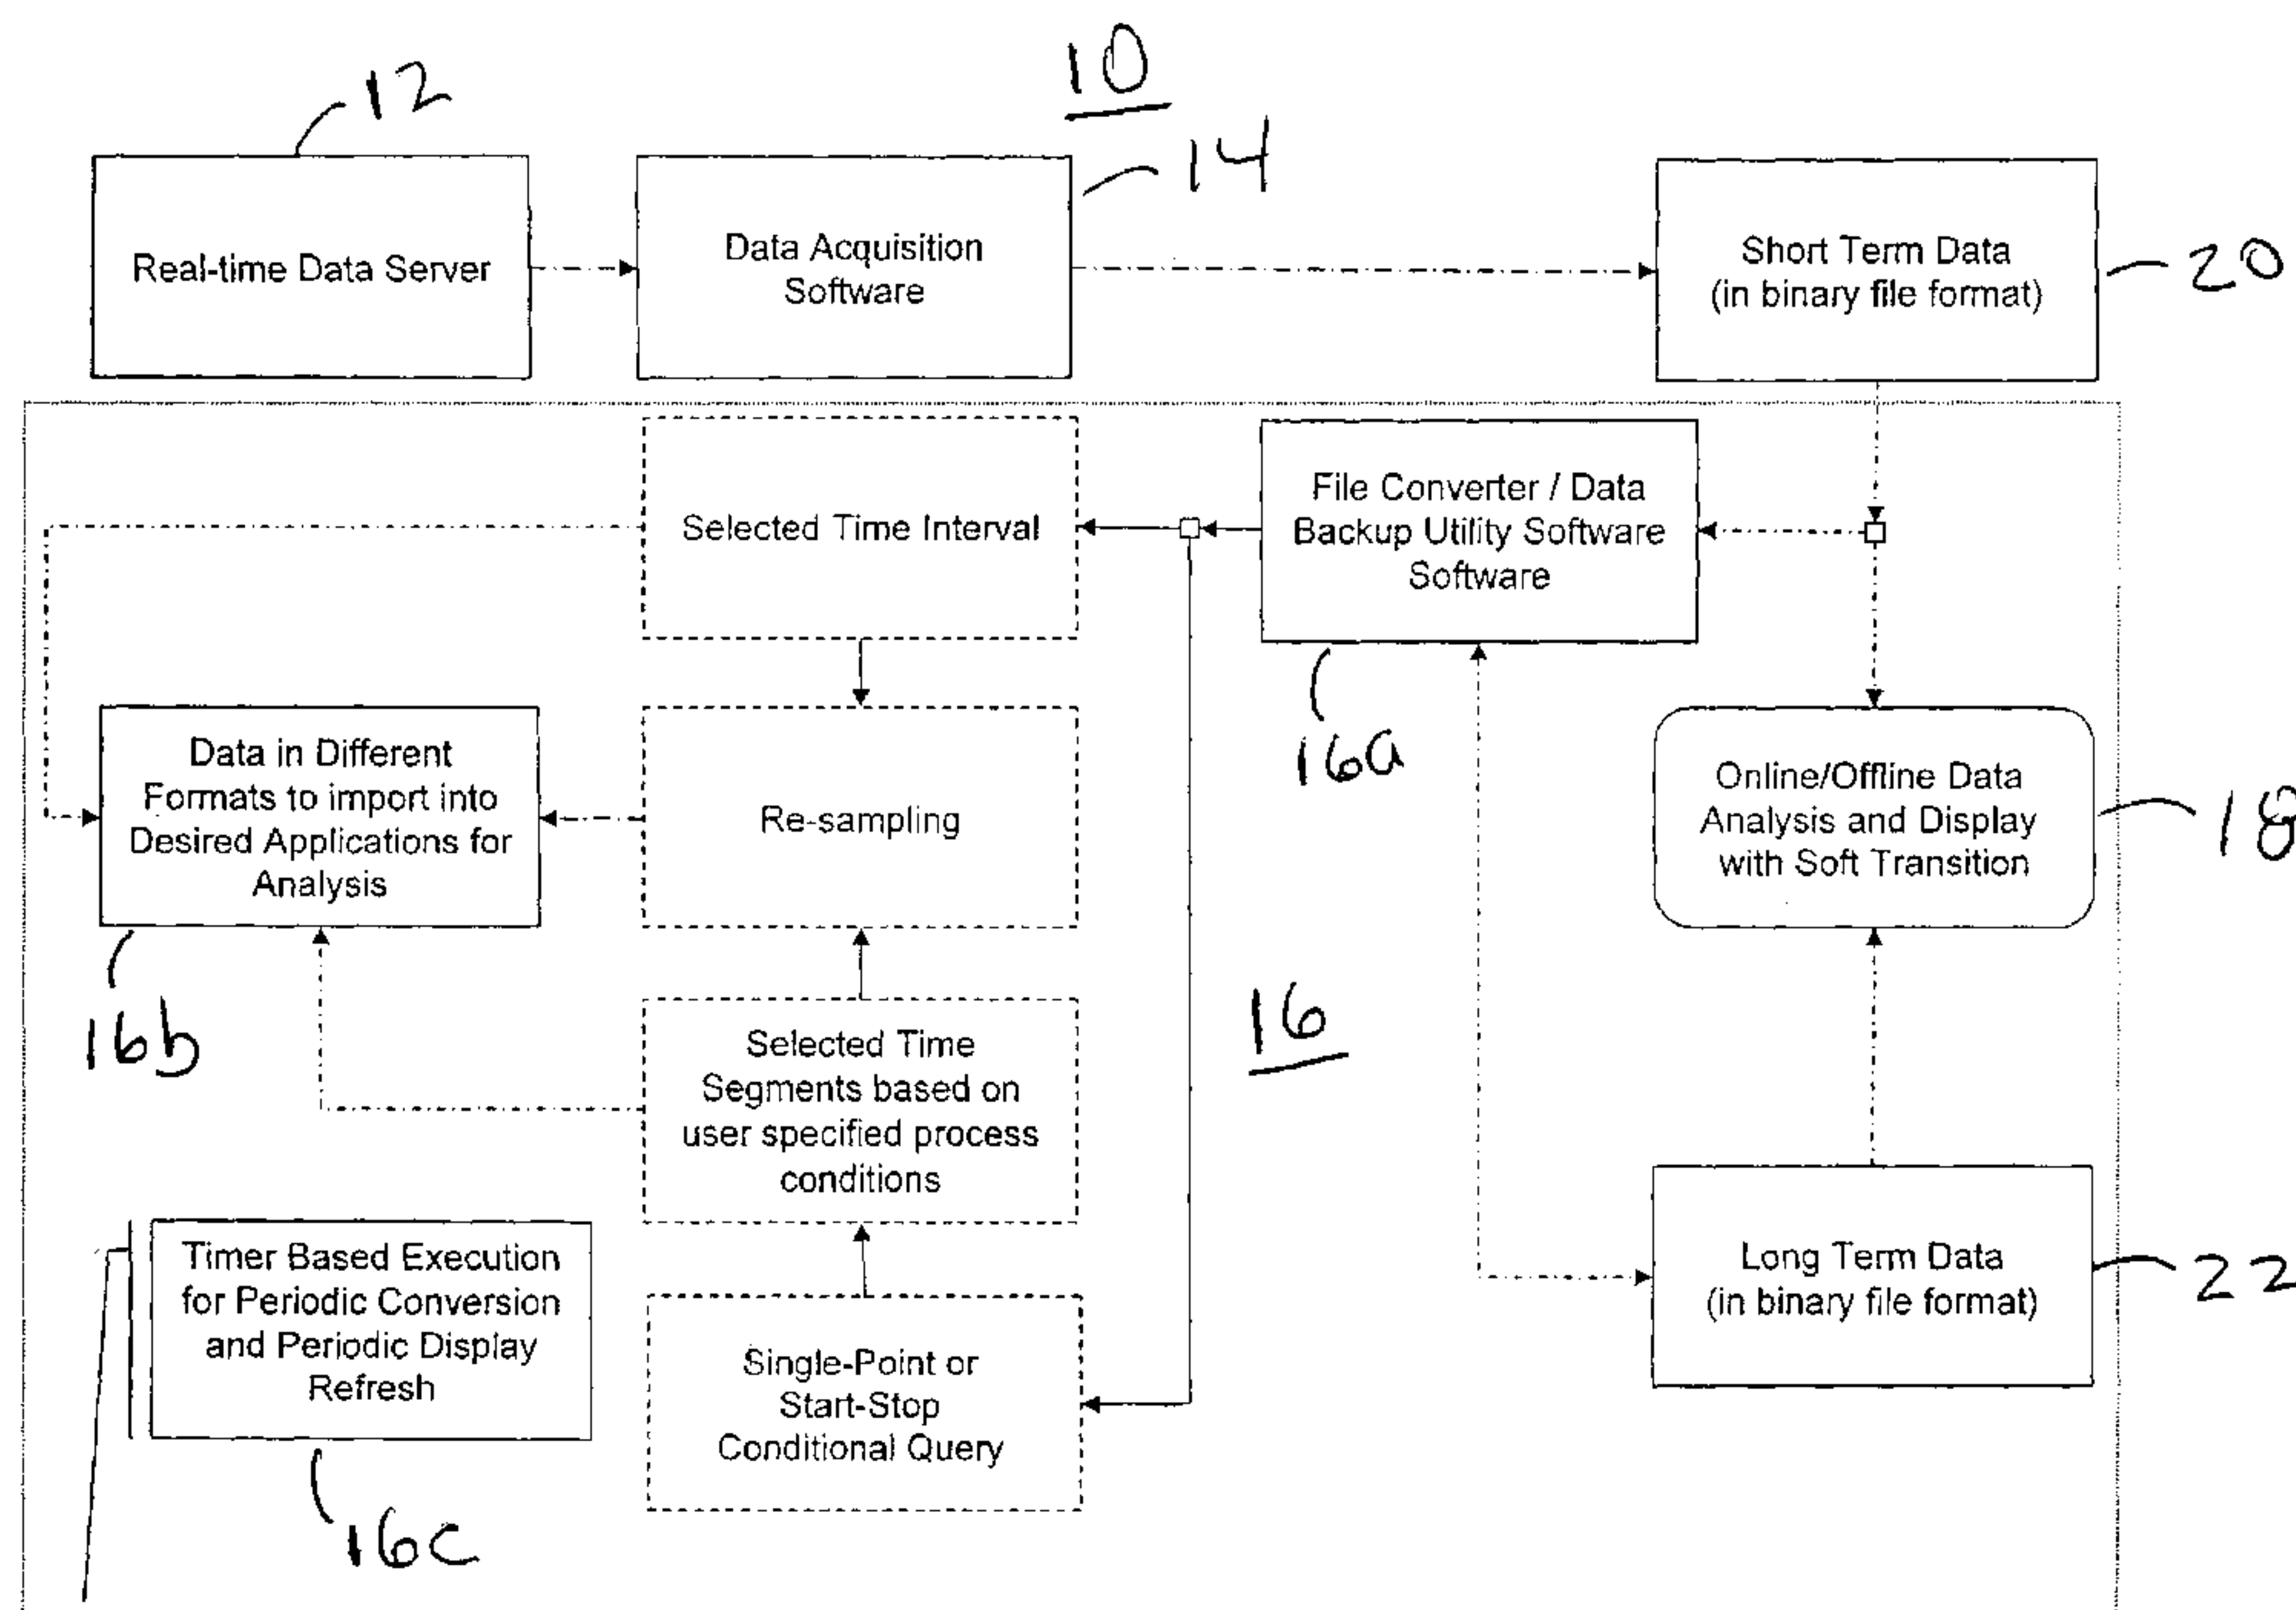 10
12
14
Real-time Data Server
Data Acquisition
Software
Short Term Data
(in binary file format)
20
Selected Time Interval
File Converter / Data
Backup Utility Software
Software
16a
Data in Different
Formats to import into
Desired Applications for
Analysis
16b
Re-sampling
Online/Offline Data
Analysis and Display
with Soft Transition
18
Selected Time
Segments based on
user specified process
conditions
16
Timer Based Execution
for Periodic Conversion
and Periodic Display
Refresh
16c
Single-Point or
Start-Stop
Conditional Query
Long Term Data
(in binary file format)
22